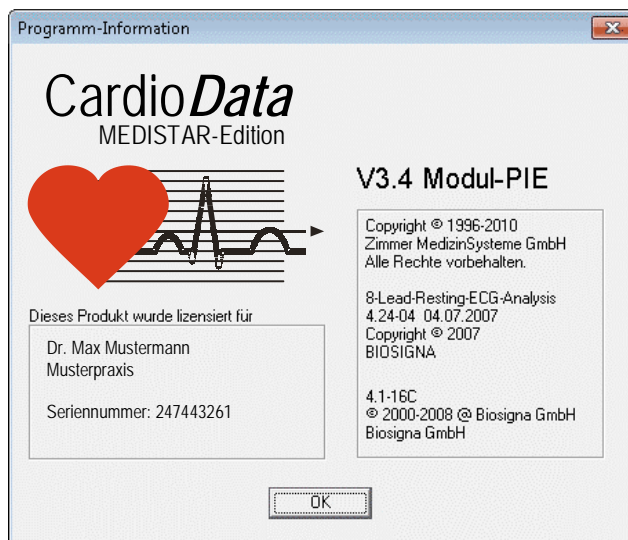 Programm-Information
CardioData
MEDISTAR-Edition
V3.4 Modul-PIE
Copyright © 1996-2010
Zimmer MedizinSysteme GmbH
Alle Rechte vorbehalten.
8-Lead-Resting-ECG-Analysis
4.24-04 04.07.2007
Copyright © 2007
BIOSIGNA
4.1-16C
© 2000-2008 @ Biosigna GmbH
Biosigna GmbH
Dieses Produkt wurde lizensiert für
Dr. Max Mustermann
Musterpraxis
Seriennummer: 247443261
OK